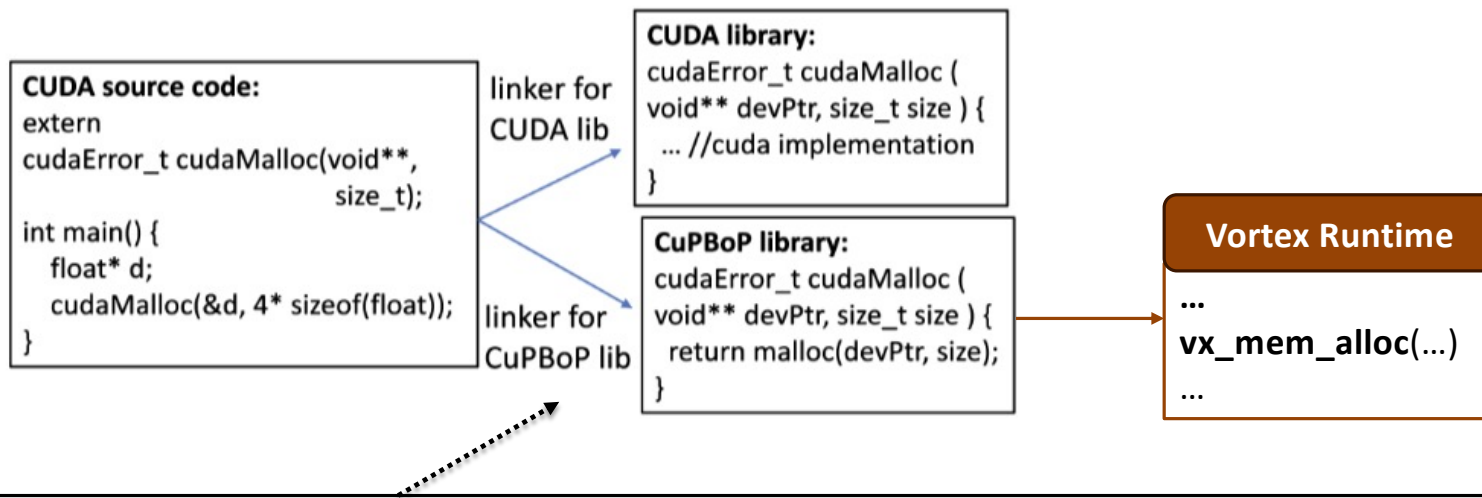 CUDA source code:
extern
cudaError_t cudaMalloc(void**,
size_t);
int main() {
float* d;
cudaMalloc(&d, 4* sizeof(float));
}
linker for
CUDA lib
linker for
CuPBoP lib
CUDA library:
cudaError_t cudaMalloc (
void** devPtr, size_t size ) {
... //cuda implementation
}
CuPBoP library:
cudaError_t cudaMalloc (
void** devPtr, size_t size ) {
return malloc(devPtr, size);
}
Vortex Runtime
...
vx_mem_alloc(...)
...